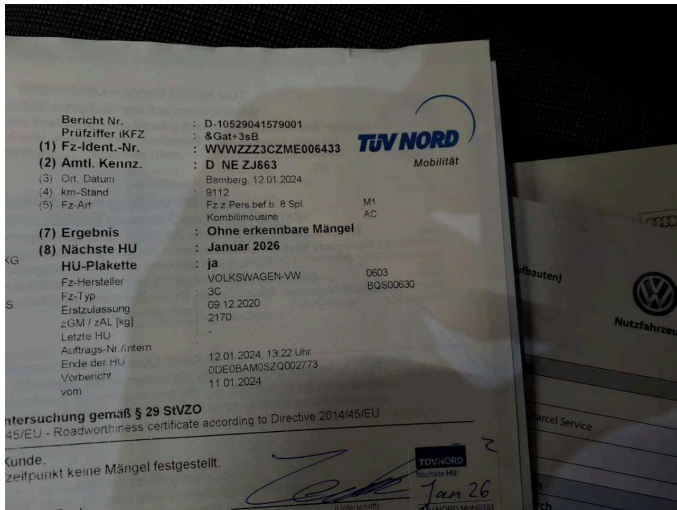 Bericht Nr. : D-10529041579001
Prüfziffer iKFZ : &Gat+3sB
(1) Fz-Ident.-Nr. : WVWZZZ3CZME006433
TÜV NORD
Mobilität
(2) Amtl. Kennz. : D NE ZJ663
(3) Ort, Datum : Bamberg, 12.01.2024
(4) km-Stand : 9112
(5) Fz-Art : Fz.z.Pers.bef.b. 8 Spl. M1
Kombilimousine AC
(7) Ergebnis : Ohne erkennbare Mängel
(8) Nächste HU : Januar 2026
KG
HU-Plakette : ja
Fz-Hersteller : VOLKSWAGEN-VW 0603
Fz-Typ : 3C BQS00630
S
Erstzulassung : 09.12.2020
zGM / zAL [kg] : 2170
Letzte HU : -
Auftrags-Nr./intern
Ende der HU : 12.01.2024, 13.22 Uhr
Vorbericht : 0DE0BAM0SZQ002773
vom : 11.01.2024
ntersuchung gemäß § 29 StVZO
45/EU - Roadworthiness certificate according to Directive 2014/45/EU
Kunde,
zeitpunkt keine Mängel festgestellt.
TÜV NORD
Nächste HU:
Jan 26
TÜV NORD Mobilität
(Unterschrift)
ufbauten)
Nutzfahrzeu
arcel Service